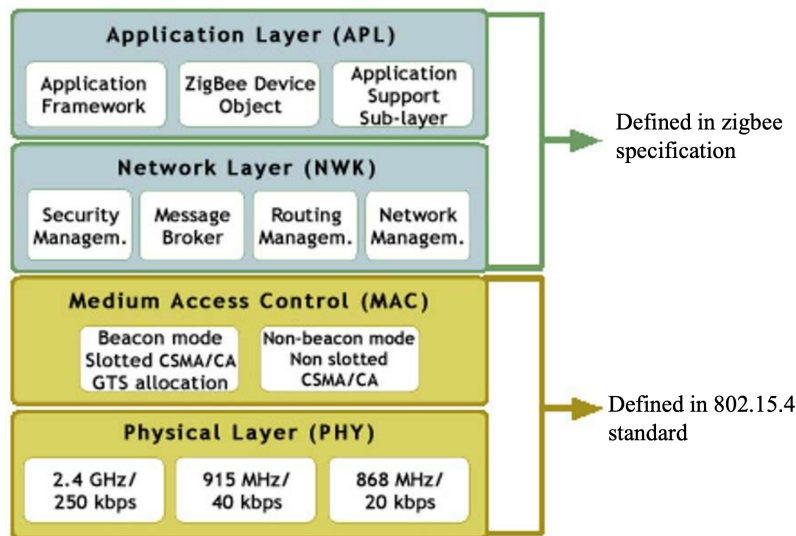 Application Layer (APL)
Application
Framework
ZigBee Device
Object
Application
Support
Sub-layer
Defined in zigbee
specification
Network Layer (NWK)
Security
Managem.
Message
Broker
Routing
Managem.
Network
Managem.
Medium Access Control (MAC)
Beacon mode
Slotted CSMA/CA
GTS allocation
Non-beacon mode
Non slotted
CSMA/CA
Defined in 802.15.4
standard
Physical Layer (PHY)
2.4 GHz/
250 kbps
915 MHz/
40 kbps
868 MHz/
20 kbps